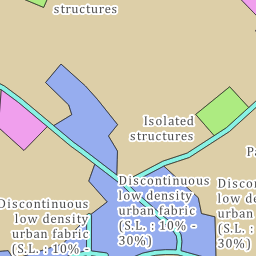 structures
Isolated
structures
Discontinuous
low density
urban fabric
(S.L. : 10% -
30%)
Discontinuous
low density
urban fabric
(S.L. : 10% -
low density
urban fabric
(S.L. : 10%
30%)